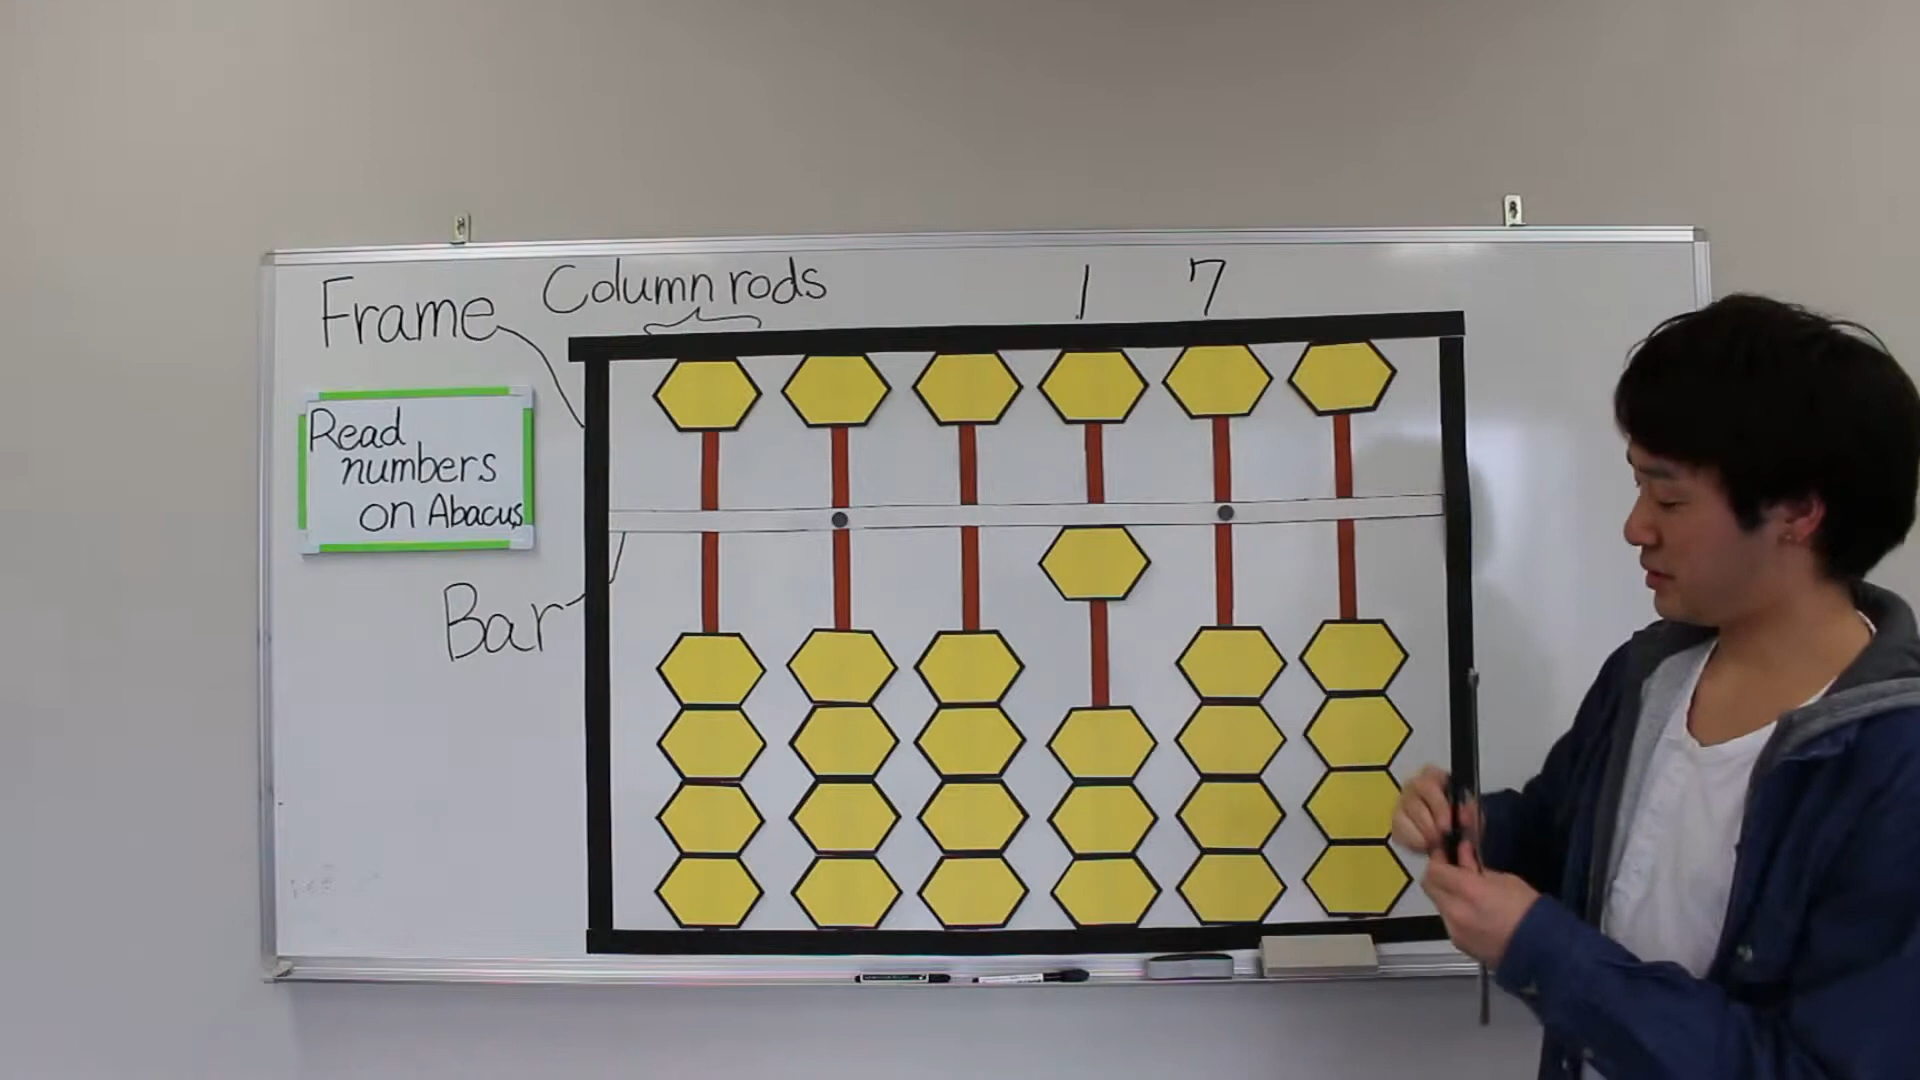 Frame
Column rods
1 7
Read
numbers
on Abacus
Bar